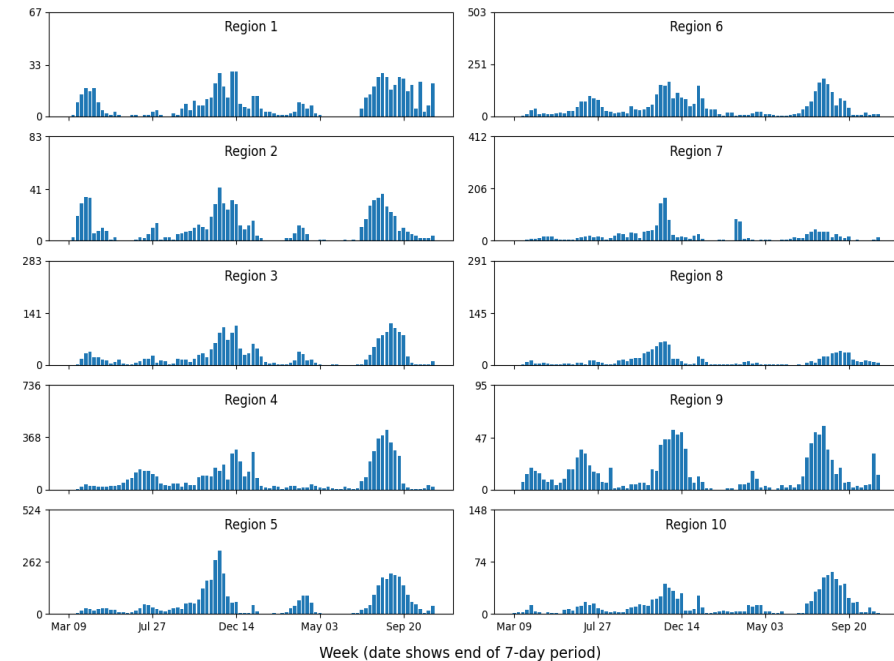 67
33
0
Region 1
503
251
0
Region 6
83
41
0
Region 2
412
206
0
Region 7
283
141
0
Region 3
291
145
0
Region 8
736
368
0
Region 4
95
47
0
Region 9
524
262
0
Region 5
148
74
0
Region 10
Mar 09 Jul 27 Dec 14 May 03 Sep 20
Mar 09 Jul 27 Dec 14 May 03 Sep 20
Week (date shows end of 7-day period)